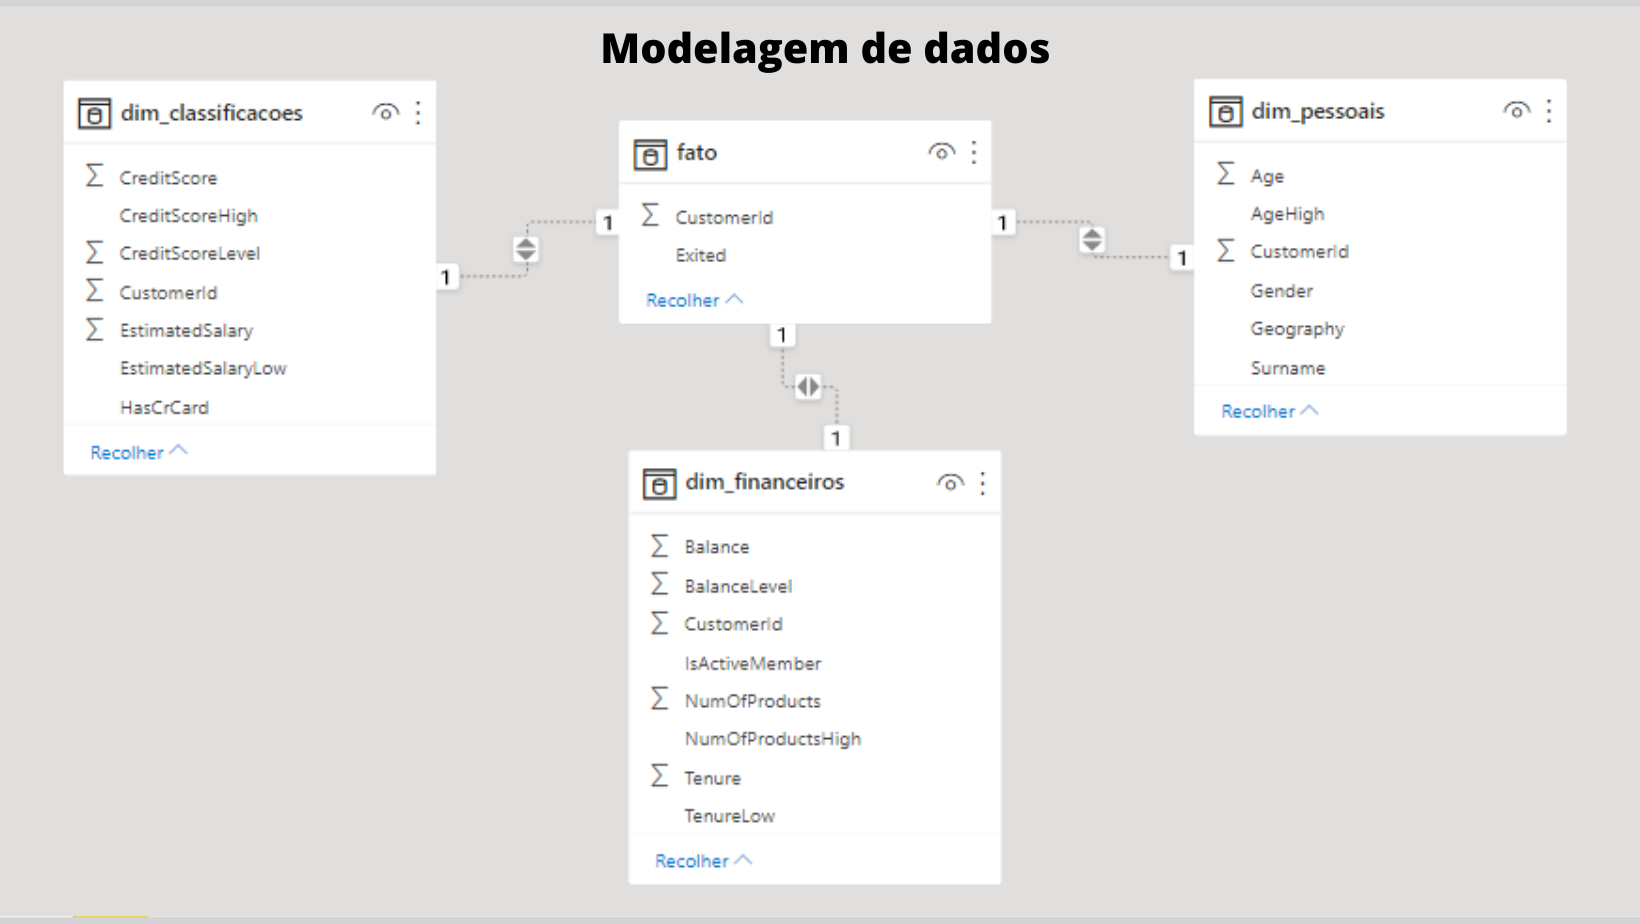 Modelagem de dados
dim_classificacoes
CreditScore
CreditScoreHigh
CreditScoreLevel
CustomerId
EstimatedSalary
EstimatedSalaryLow
HasCrCard
Recolher
1
1
fato
CustomerId
Exited
Recolher
1
1
dim_pessoais
Age
AgeHigh
CustomerId
Gender
Geography
Surname
Recolher
1
1
dim_financeiros
Balance
BalanceLevel
CustomerId
IsActiveMember
NumOfProducts
NumOfProductsHigh
Tenure
TenureLow
Recolher